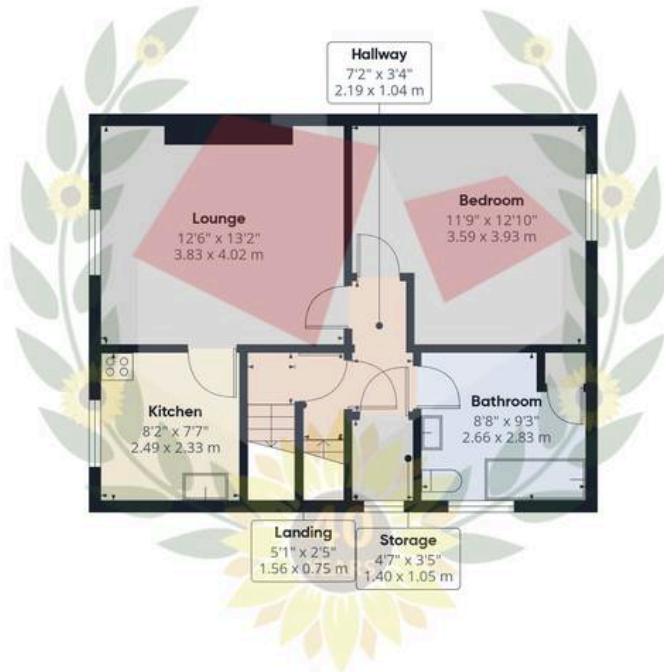 Hallway
7'2" x 3'4"
2.19 x 1.04 m
Lounge
12'6" x 13'2"
3.83 x 4.02 m
Bedroom
11'9" x 12'10"
3.59 x 3.93 m
Kitchen
8'2" x 7'7"
2.49 x 2.33 m
Bathroom
8'8" x 9'3"
2.66 x 2.83 m
Landing
5'1" x 2'5"
1.56 x 0.75 m
Storage
4'7" x 3'5"
1.40 x 1.05 m